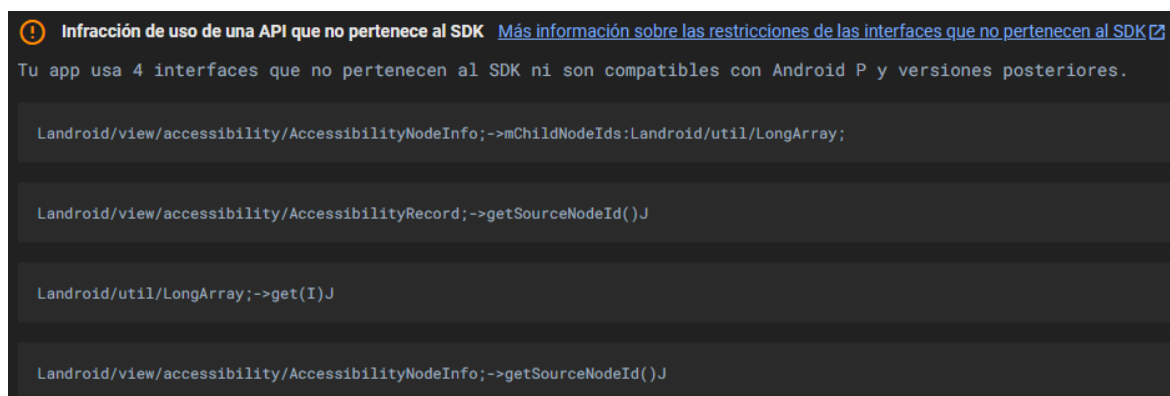 Infracción de uso de una API que no pertenece al SDK Más información sobre las restricciones de las interfaces que no pertenecen al SDK
Tu app usa 4 interfaces que no pertenecen al SDK ni son compatibles con Android P y versiones posteriores.
Landroid/view/accessibility/AccessibilityNodeInfo;->mChildNodeIds:Landroid/util/LongArray;
Landroid/view/accessibility/AccessibilityRecord;->getSourceNodeId()J
Landroid/util/LongArray;->get(I)J
Landroid/view/accessibility/AccessibilityNodeInfo;->getSourceNodeId()J